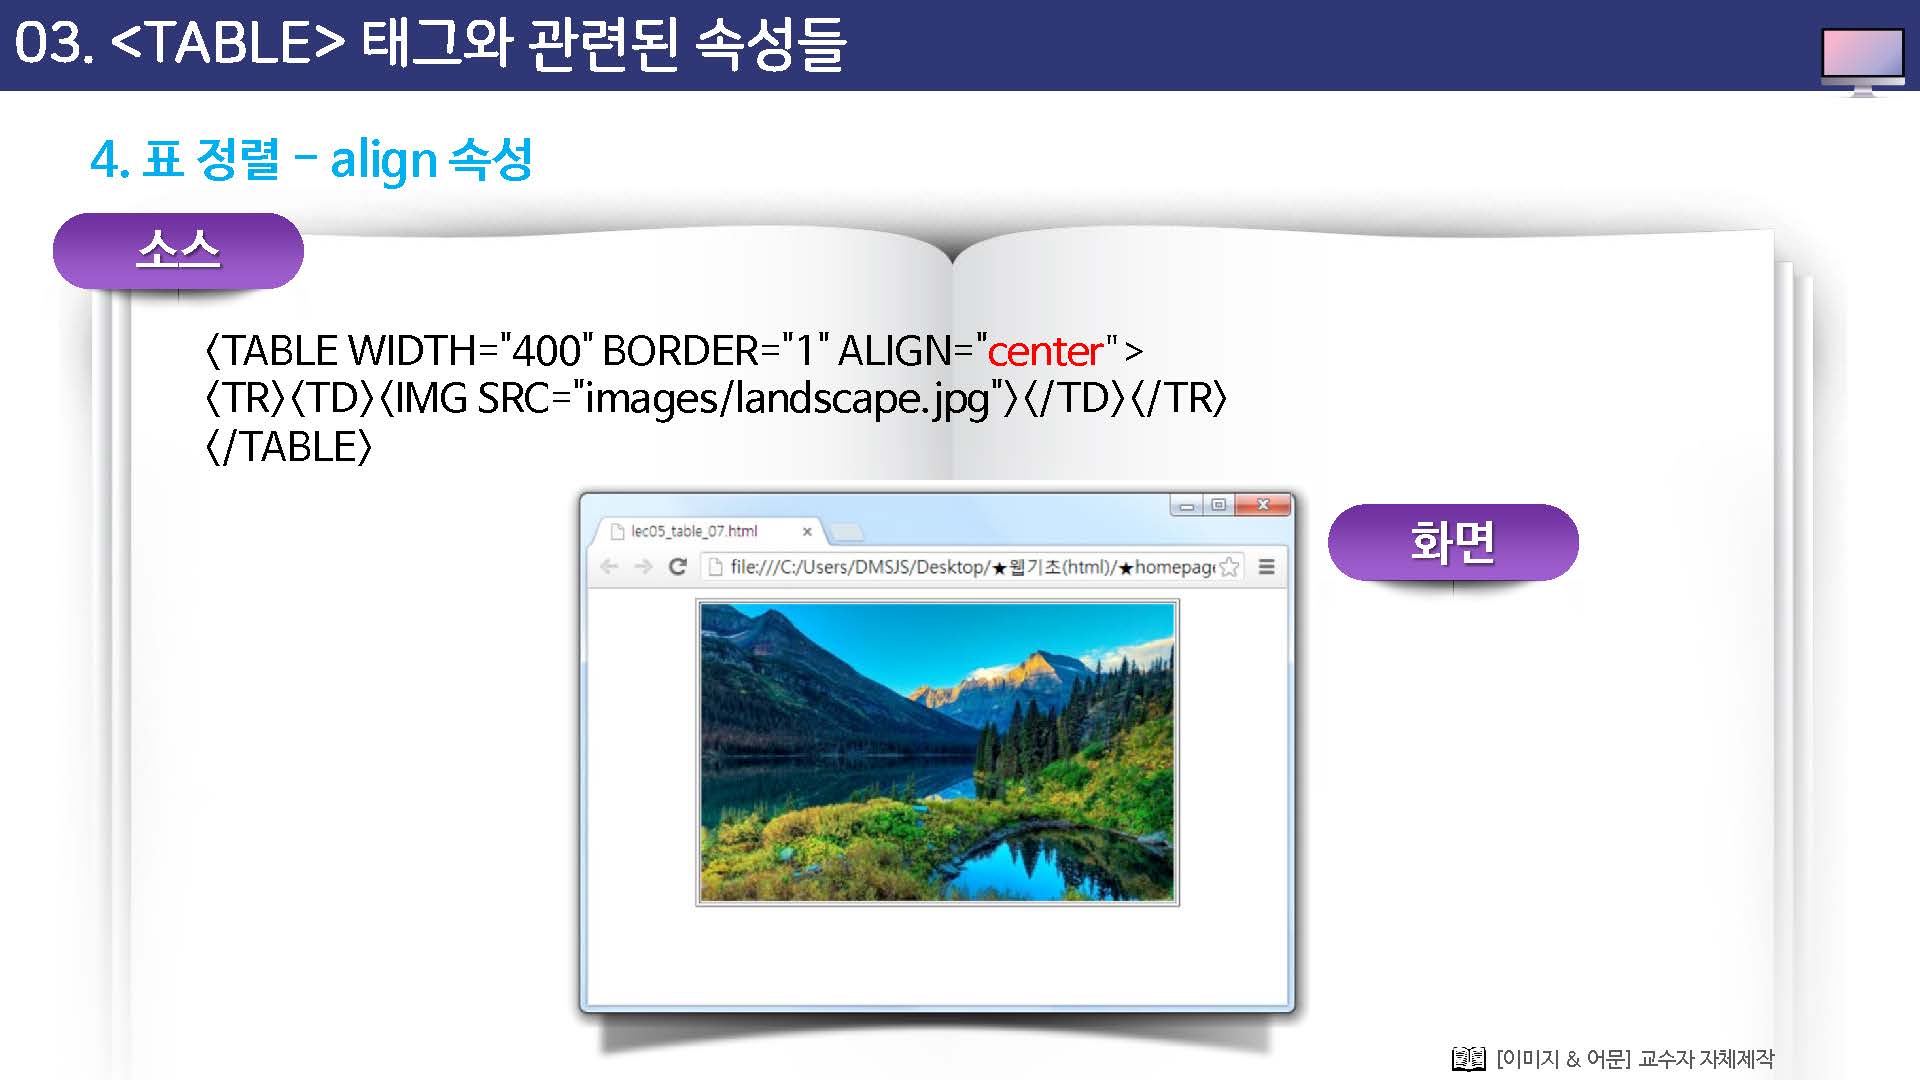 03. <TABLE> 태그와 관련된 속성들
4. 표 정렬 - align 속성
소스
<TABLE WIDTH="400" BORDER="1" ALIGN="center">
<TR><TD><IMG SRC="images/landscape.jpg"></TD></TR>
</TABLE>
화면
lec05_table_07.html
file:///C:/Users/DMSJS/Desktop/★웹기초(html)/★homepag
[이미지 & 어문] 교수자 자체제작